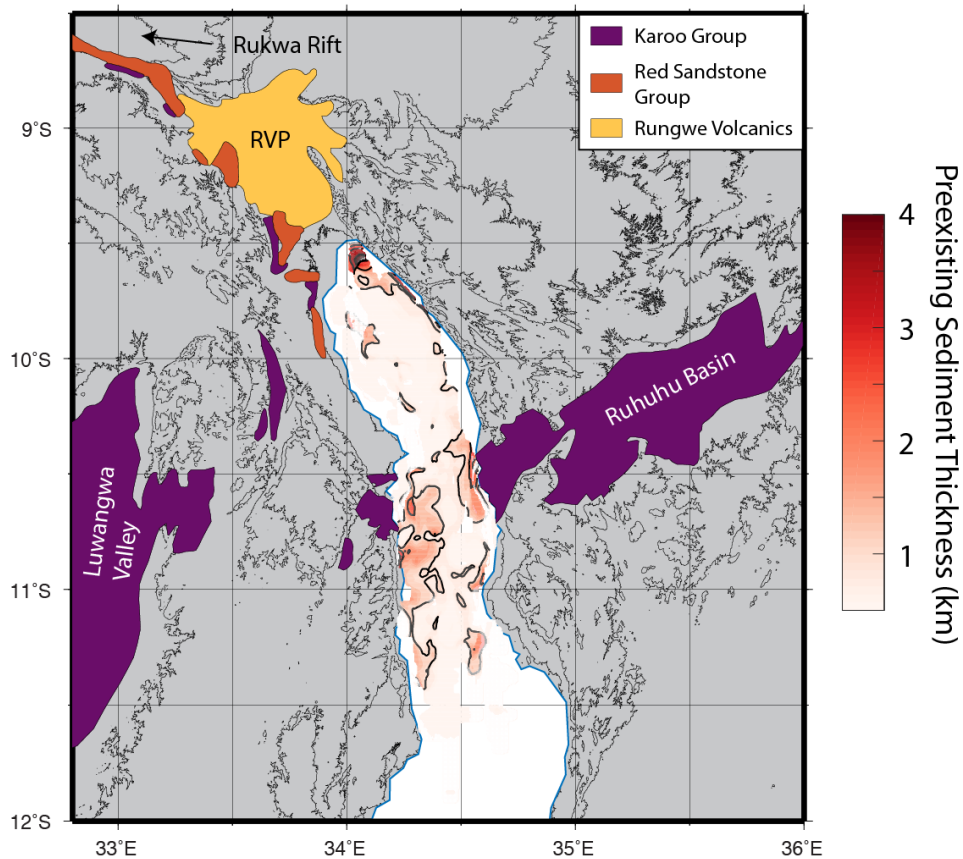 Rukwa Rift
Karoo Group
Red Sandstone
Group
Rungwe Volcanics
9°S
RVP
10°S
Ruhuhu Basin
Luwangwa
Valley
11°S
12°S
33°E
34°E
35°E
36°E
4
3
2
1
Preexisting Sediment Thickness (km)